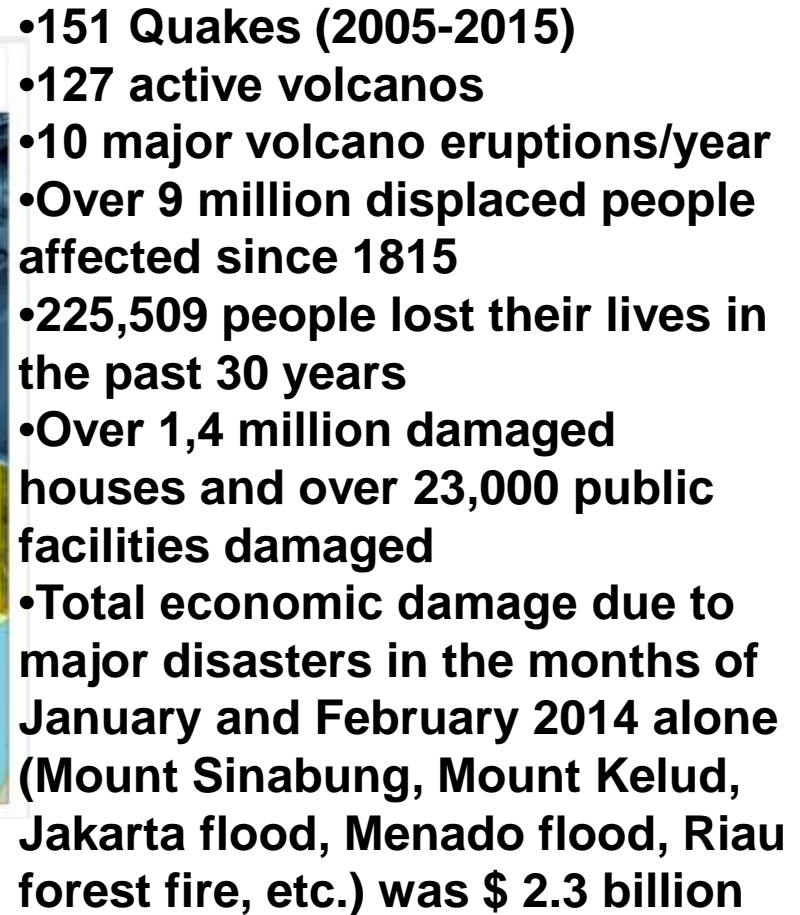 •151 Quakes (2005-2015)
•127 active volcanos
•10 major volcano eruptions/year
•Over 9 million displaced people
affected since 1815
•225,509 people lost their lives in
the past 30 years
•Over 1,4 million damaged
houses and over 23,000 public
facilities damaged
•Total economic damage due to
major disasters in the months of
January and February 2014 alone
(Mount Sinabung, Mount Kelud,
Jakarta flood, Menado flood, Riau
forest fire, etc.) was $ 2.3 billion